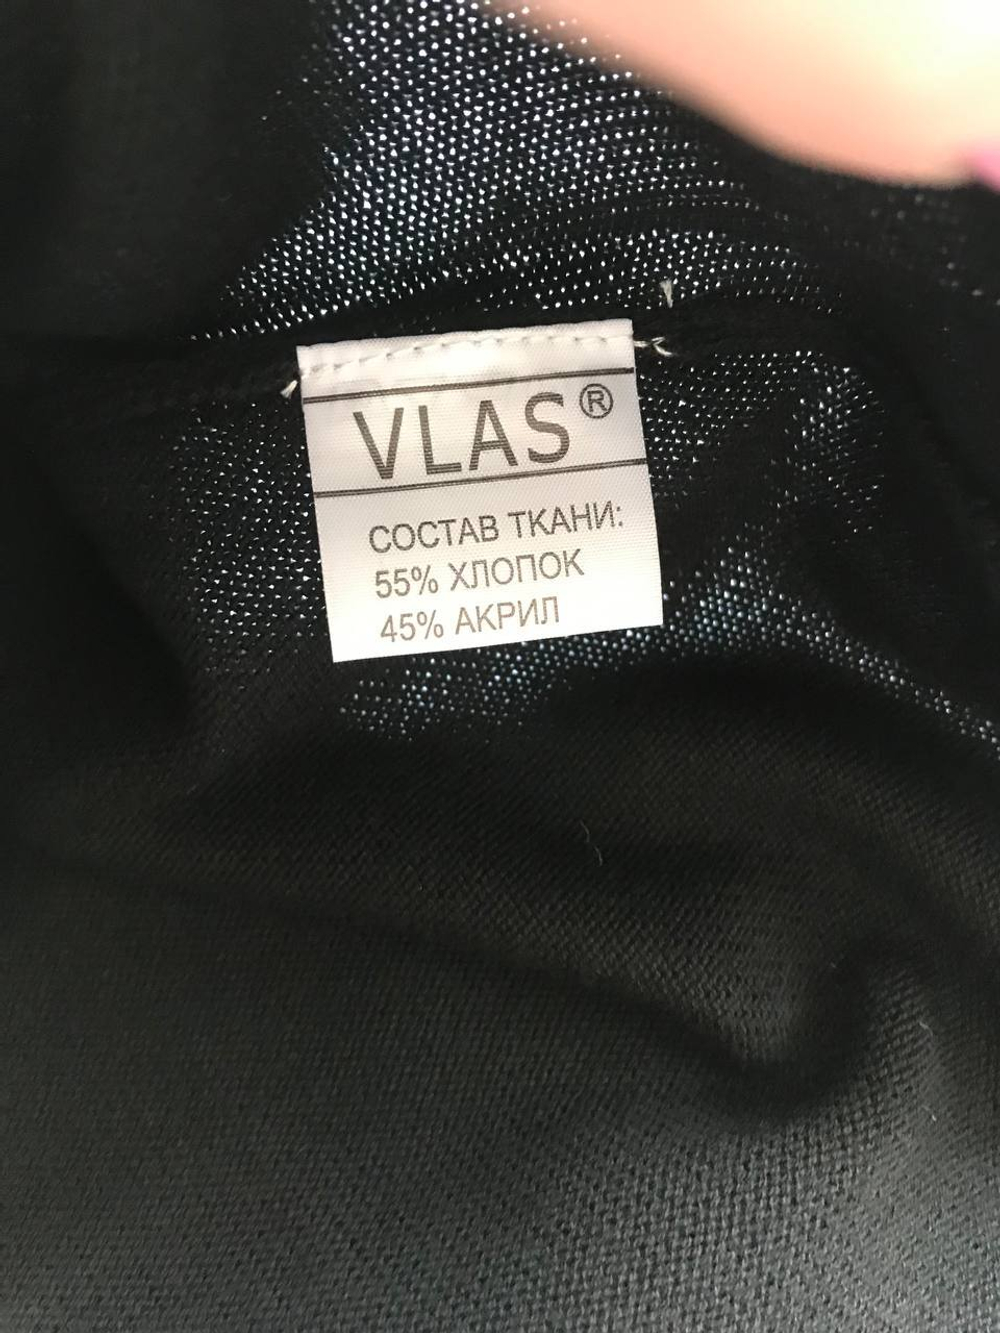 VLAS®
СОСТАВ ТКАНИ:
55% ХЛОПОК
45% АКРИЛ